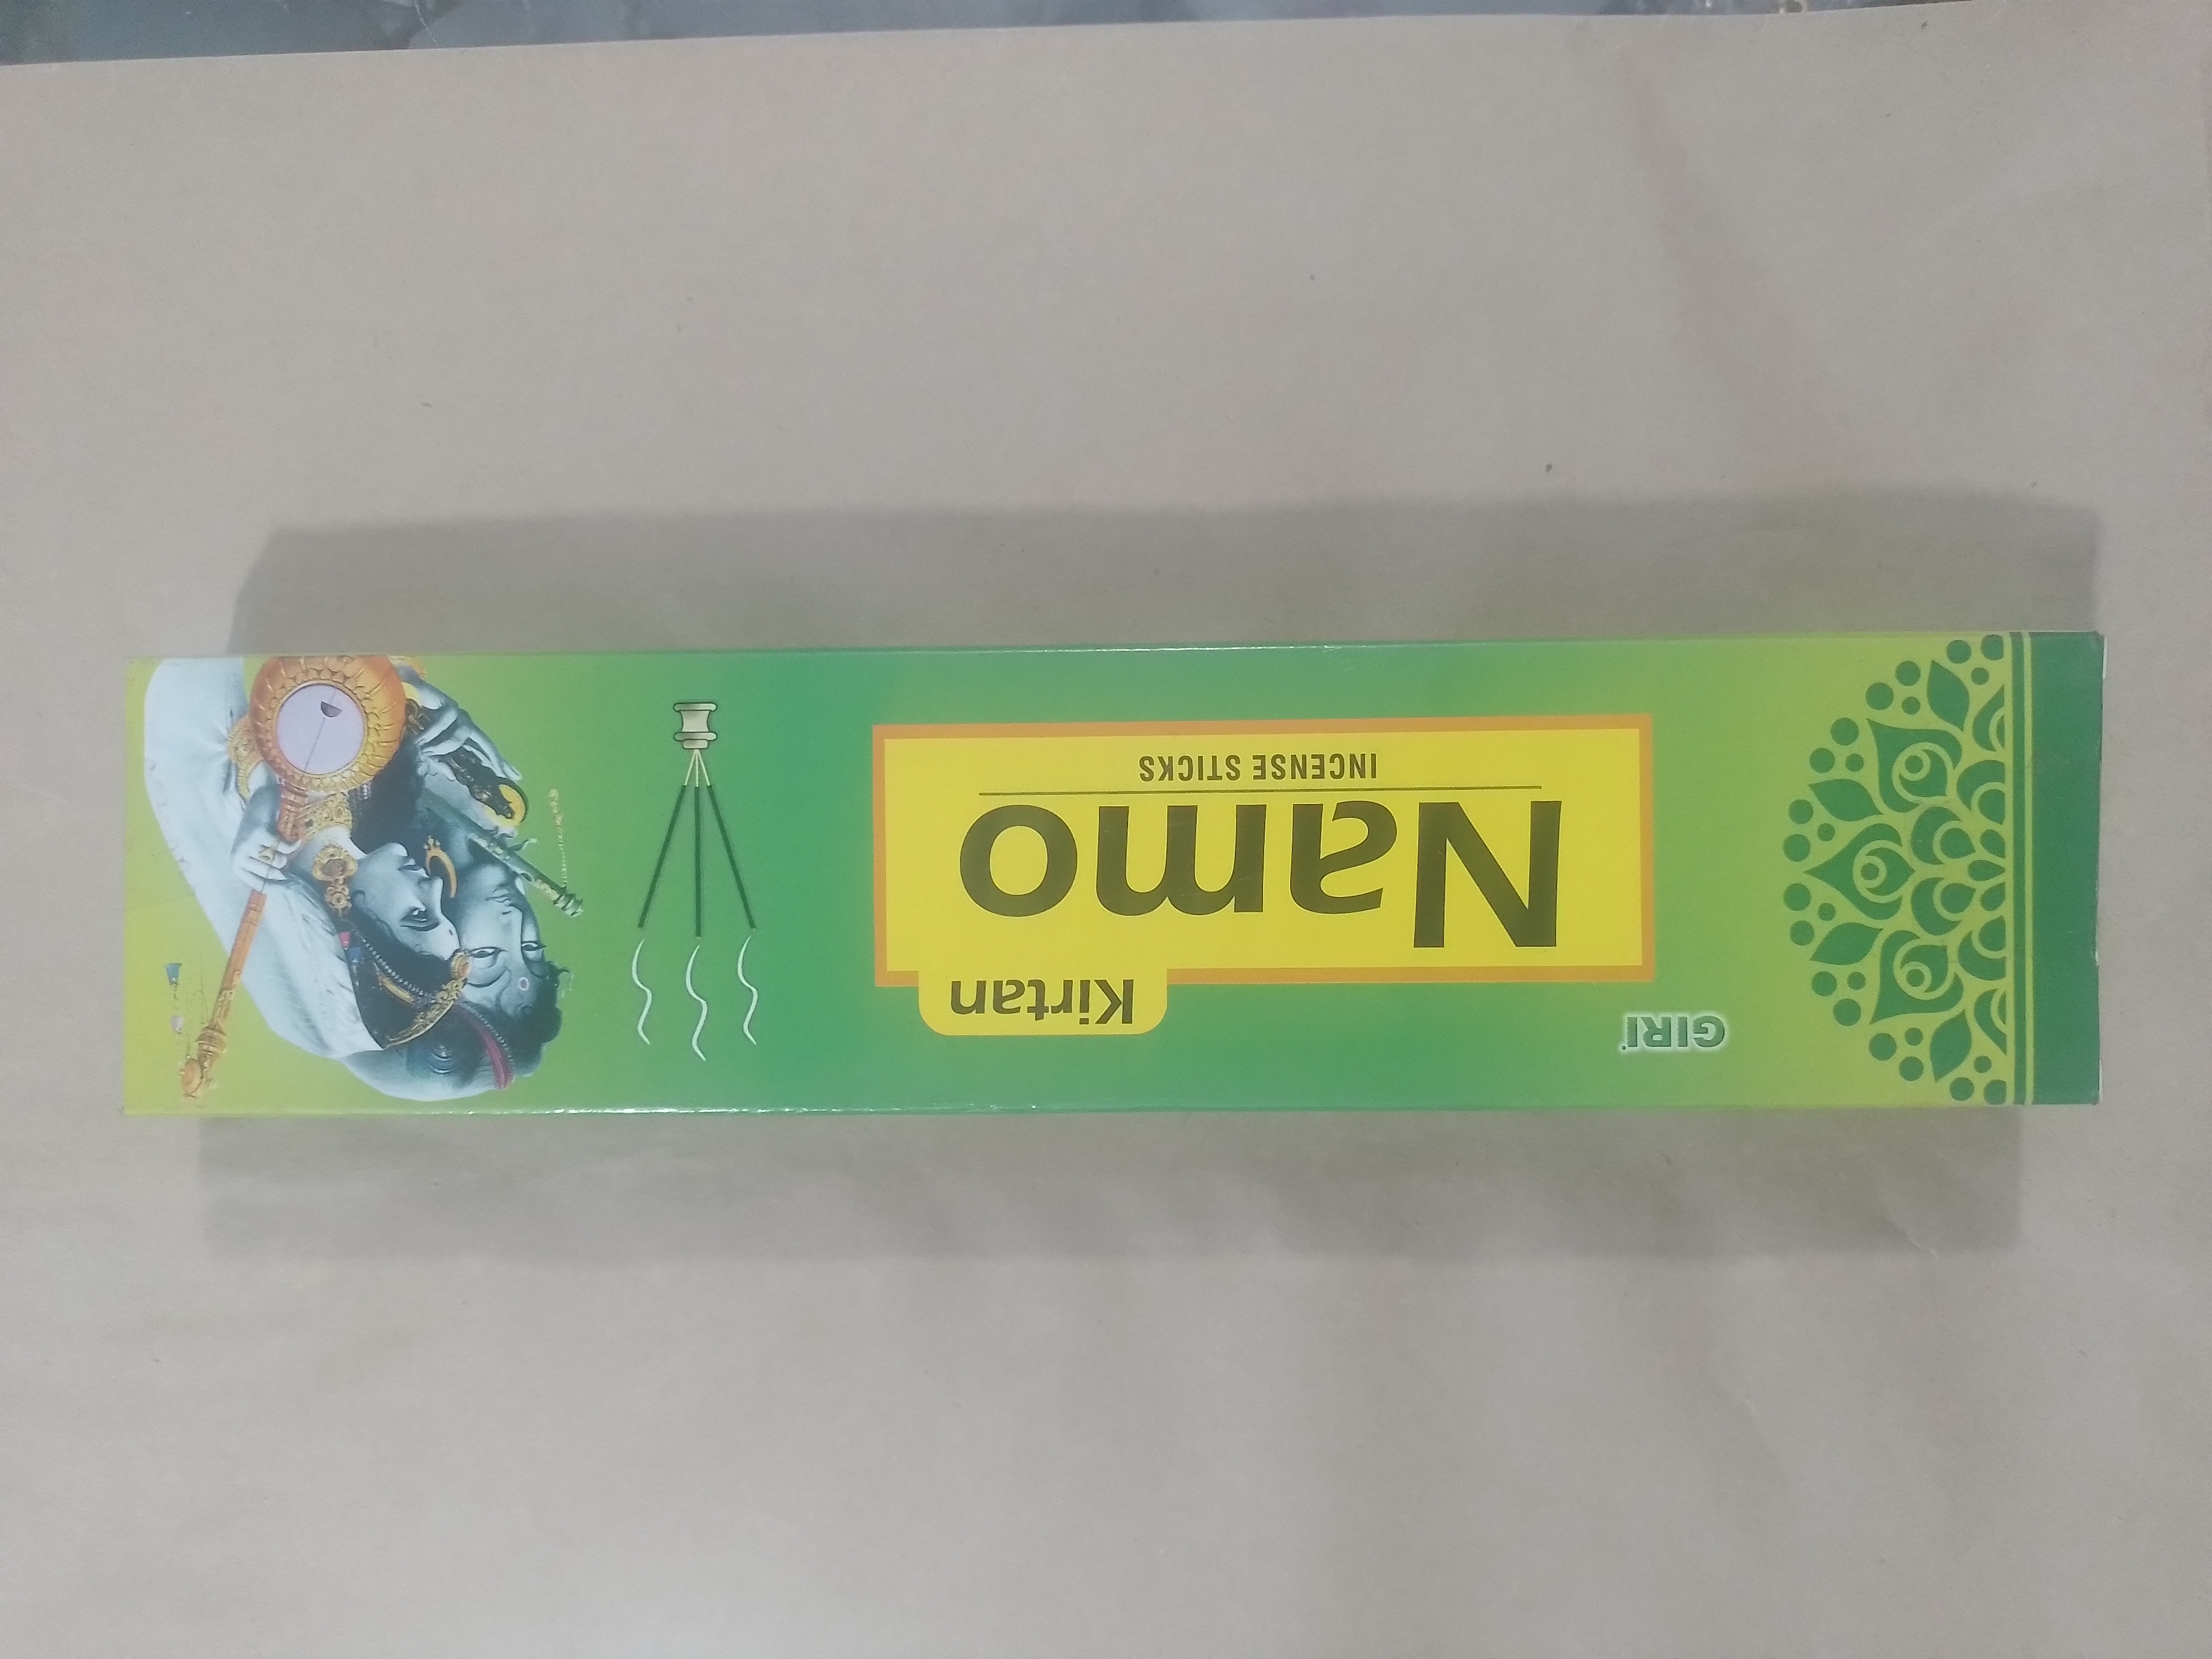 GIRI
Kirtan
Namo
INCENSE STICKS